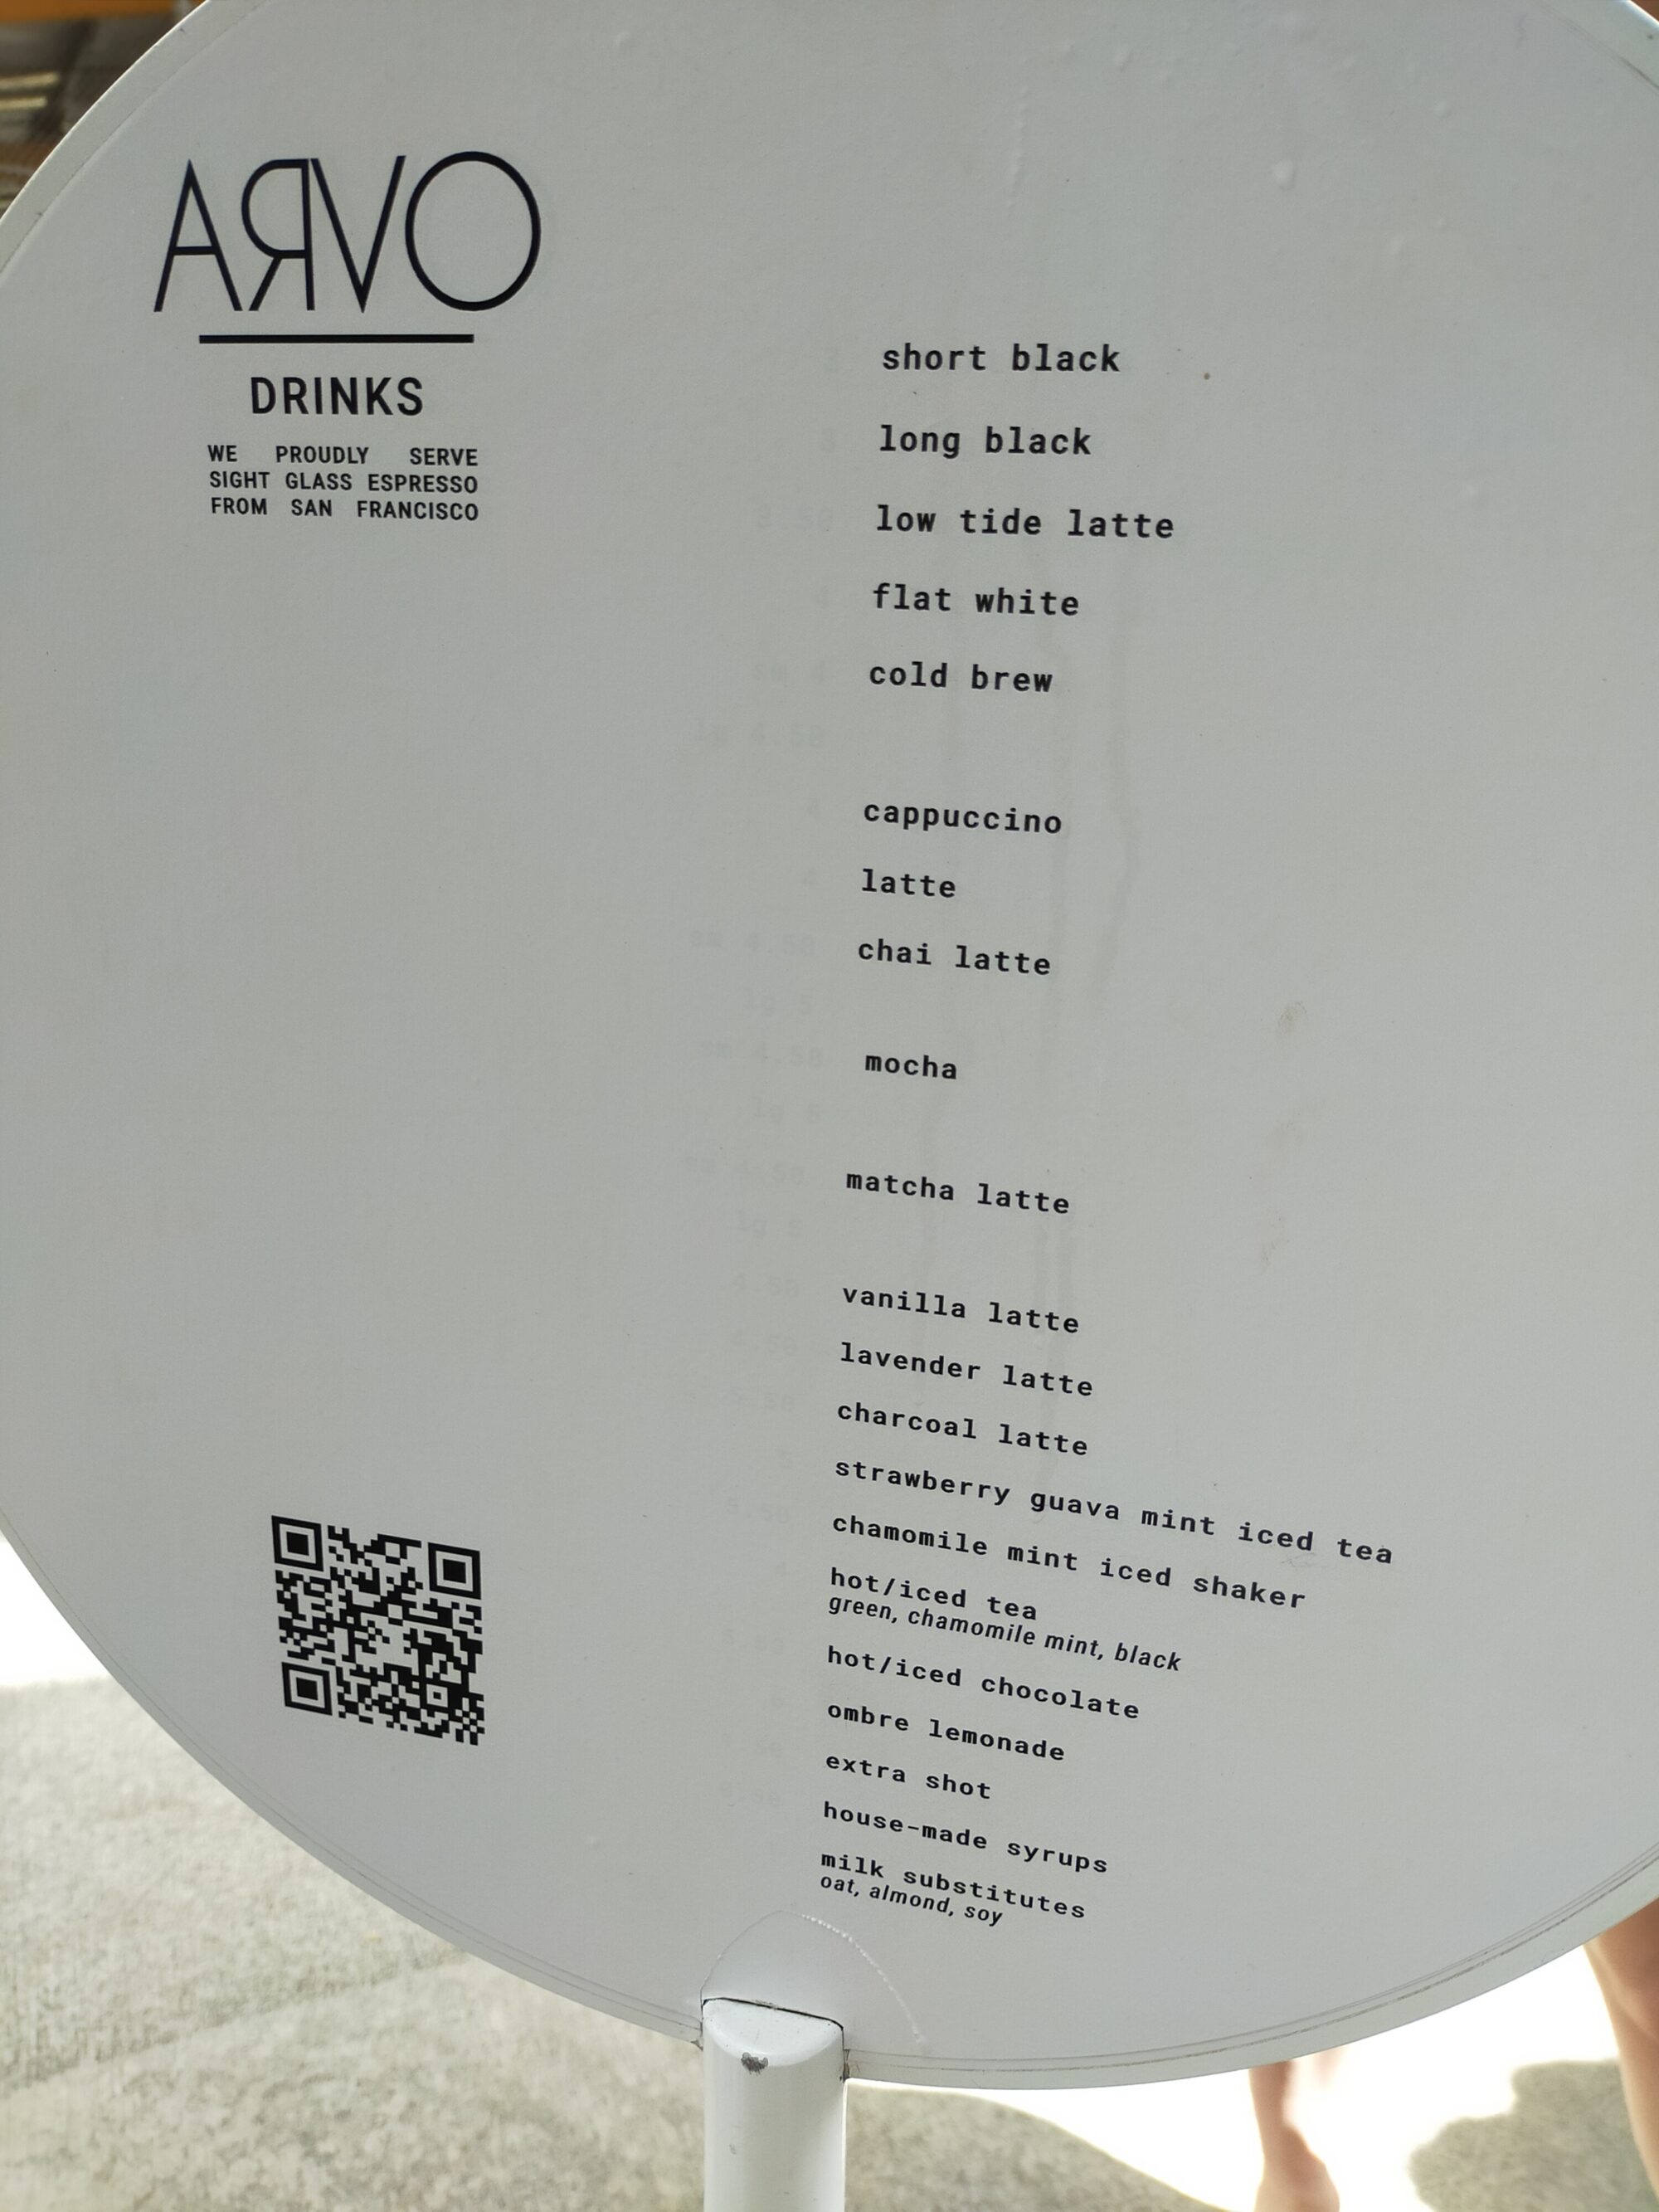 ARVO
DRINKS
WE PROUDLY SERVE
SIGHT GLASS ESPRESSO
FROM SAN FRANCISCO
short black
long black
low tide latte
flat white
cold brew
cappuccino
latte
chai latte
mocha
matcha latte
vanilla latte
lavender latte
charcoal latte
strawberry guava mint iced tea
chamomile mint iced shaker
hot/iced tea
green, chamomile mint, black
hot/iced chocolate
ombre lemonade
extra shot
house-made syrups
milk substitutes
oat, almond, soy